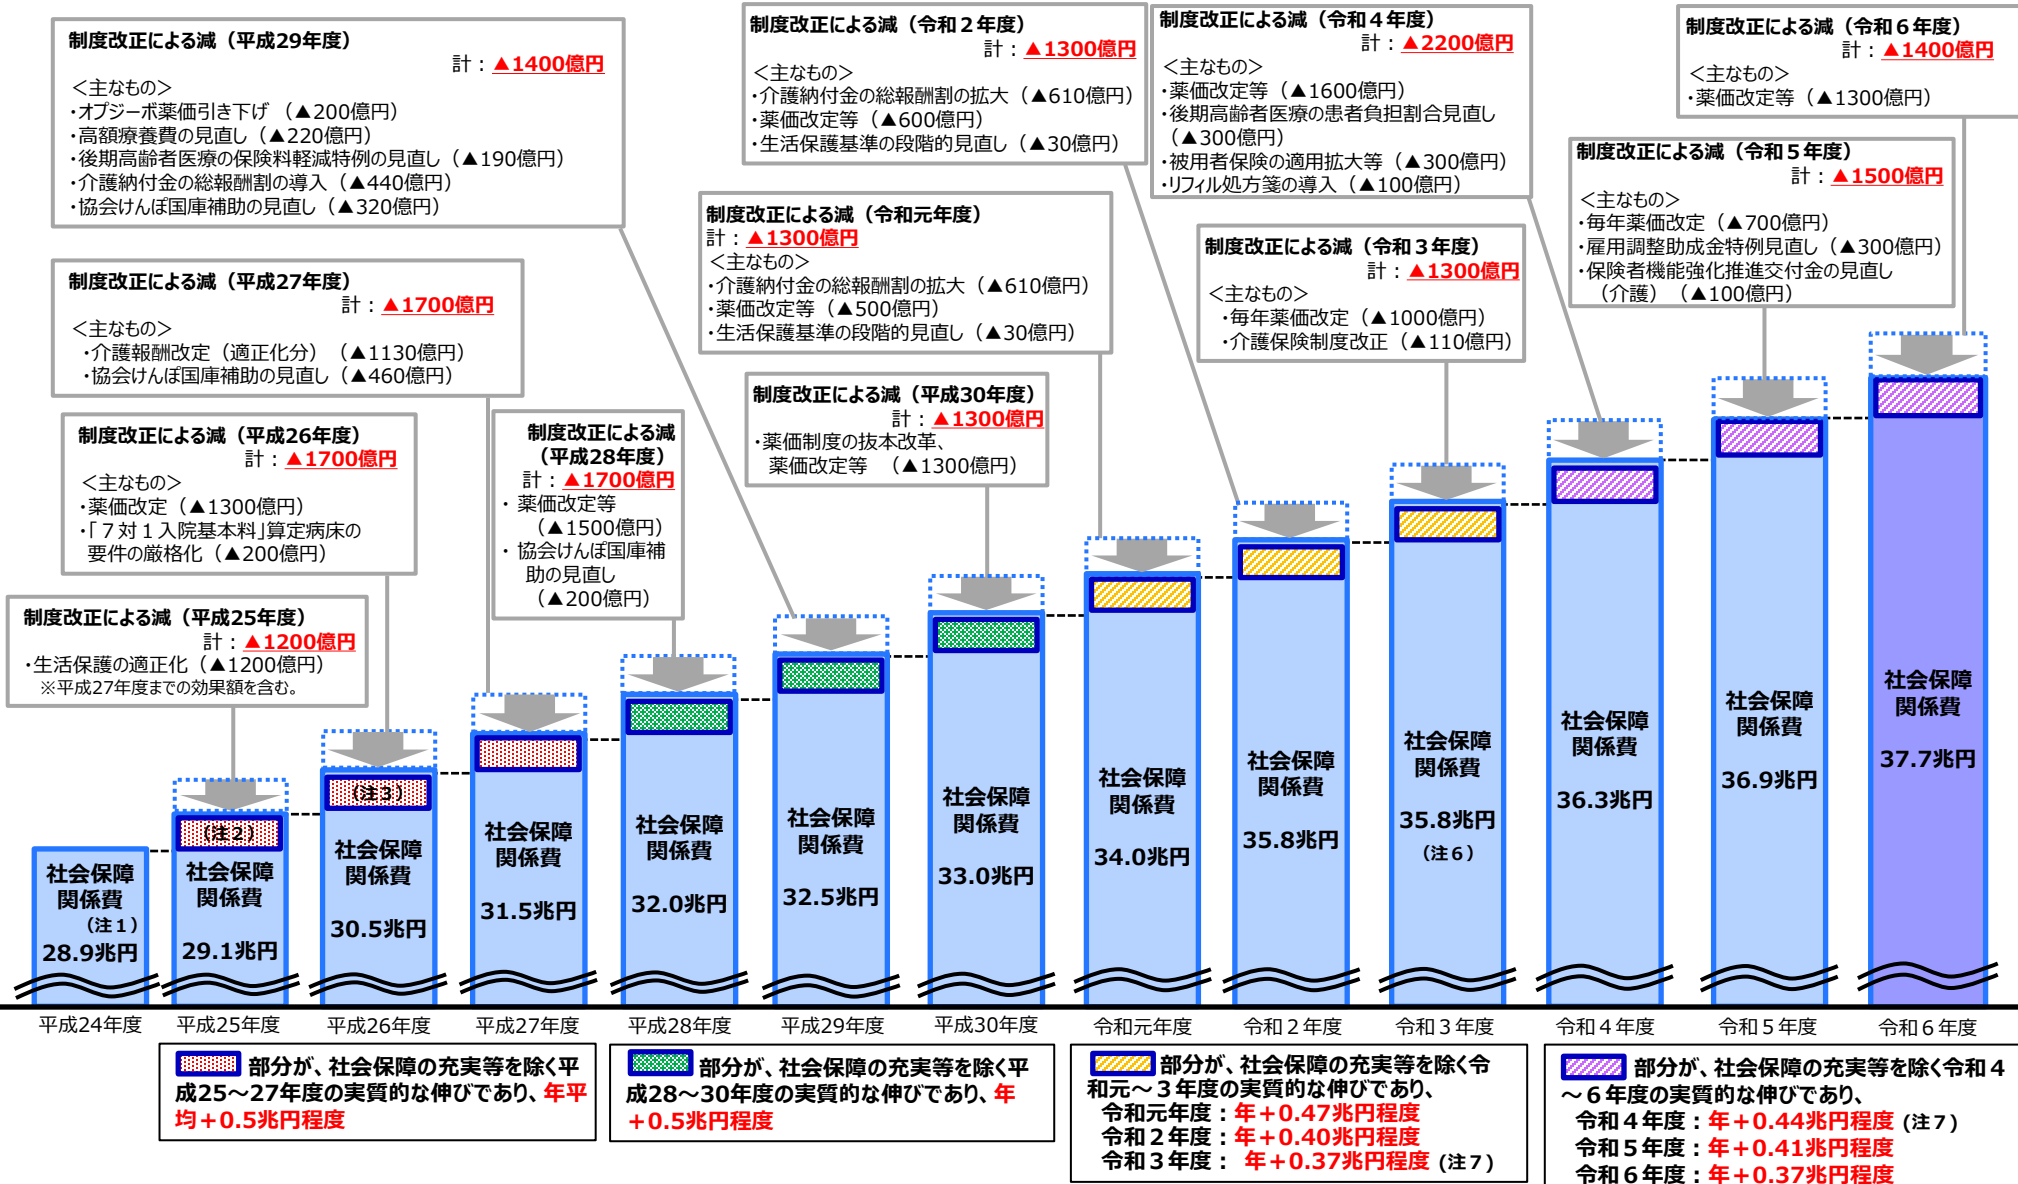 制度改正による減（平成29年度）
計：▲1400億円
＜主なもの＞
・オプジーボ薬価引き下げ （▲200億円）
・高額療養費の見直し（▲220億円）
・後期高齢者医療の保険料軽減特例の見直し（▲190億円）
・介護納付金の総報酬割の導入（▲440億円）
・協会けんぽ国庫補助の見直し（▲320億円）
制度改正による減（令和２年度）
計：▲1300億円
＜主なもの＞
・介護納付金の総報酬割の拡大（▲610億円）
・薬価改定等（▲600億円）
・生活保護基準の段階的見直し（▲30億円）
制度改正による減（令和４年度）
計：▲2200億円
＜主なもの＞
・薬価改定等（▲1600億円）
・後期高齢者医療の患者負担割合見直し
（▲300億円）
・被用者保険の適用拡大等（▲300億円）
・リフィル処方箋の導入（▲100億円）
制度改正による減（令和６年度）
計：▲1400億円
＜主なもの＞
・薬価改定等（▲1300億円）
制度改正による減（令和５年度）
計：▲1500億円
＜主なもの＞
・毎年薬価改定（▲700億円）
・雇用調整助成金特例見直し（▲300億円）
・保険者機能強化推進交付金の見直し
（介護）（▲100億円）
制度改正による減（令和元年度）
計：▲1300億円
＜主なもの＞
・介護納付金の総報酬割の拡大（▲610億円）
・薬価改定等（▲500億円）
・生活保護基準の段階的見直し（▲30億円）
制度改正による減（令和３年度）
計：▲1300億円
＜主なもの＞
・毎年薬価改定（▲1000億円）
・介護保険制度改正（▲110億円）
制度改正による減（平成27年度）
計：▲1700億円
＜主なもの＞
・介護報酬改定（適正化分）（▲1130億円）
・協会けんぽ国庫補助の見直し（▲460億円）
制度改正による減（平成30年度）
計：▲1300億円
・薬価制度の抜本改革、
薬価改定等 （▲1300億円）
制度改正による減（平成26年度）
計：▲1700億円
＜主なもの＞
・薬価改定（▲1300億円）
・「７対１入院基本料」算定病床の
要件の厳格化（▲200億円）
制度改正による減
（平成28年度）
計：▲1700億円
・ 薬価改定等
（▲1500億円）
・ 協会けんぽ国庫補
助の見直し
（▲200億円）
制度改正による減（平成25年度）
計：▲1200億円
・生活保護の適正化（▲1200億円）
※平成27年度までの効果額を含む。
社会保障
関係費
（注１）
28.9兆円
（注２）
社会保障
関係費
29.1兆円
（注３）
社会保障
関係費
30.5兆円
社会保障
関係費
31.5兆円
社会保障
関係費
32.0兆円
社会保障
関係費
32.5兆円
社会保障
関係費
33.0兆円
社会保障
関係費
34.0兆円
社会保障
関係費
35.8兆円
社会保障
関係費
35.8兆円
（注６）
社会保障
関係費
36.3兆円
社会保障
関係費
36.9兆円
社会保障
関係費
37.7兆円
平成24年度 平成25年度 平成26年度 平成27年度 平成28年度 平成29年度 平成30年度 令和元年度 令和２年度 令和３年度 令和４年度 令和５年度 令和６年度
部分が、社会保障の充実等を除く平
成25～27年度の実質的な伸びであり、年平
均＋0.5兆円程度
部分が、社会保障の充実等を除く平
成28～30年度の実質的な伸びであり、年
＋0.5兆円程度
部分が、社会保障の充実等を除く令
和元～３年度の実質的な伸びであり、
令和元年度：年＋0.47兆円程度
令和２年度：年＋0.40兆円程度
令和３年度： 年＋0.37兆円程度（注７）
部分が、社会保障の充実等を除く令和４
～６年度の実質的な伸びであり、
令和４年度：年＋0.44兆円程度（注７）
令和５年度：年＋0.41兆円程度
令和６年度：年＋0.37兆円程度